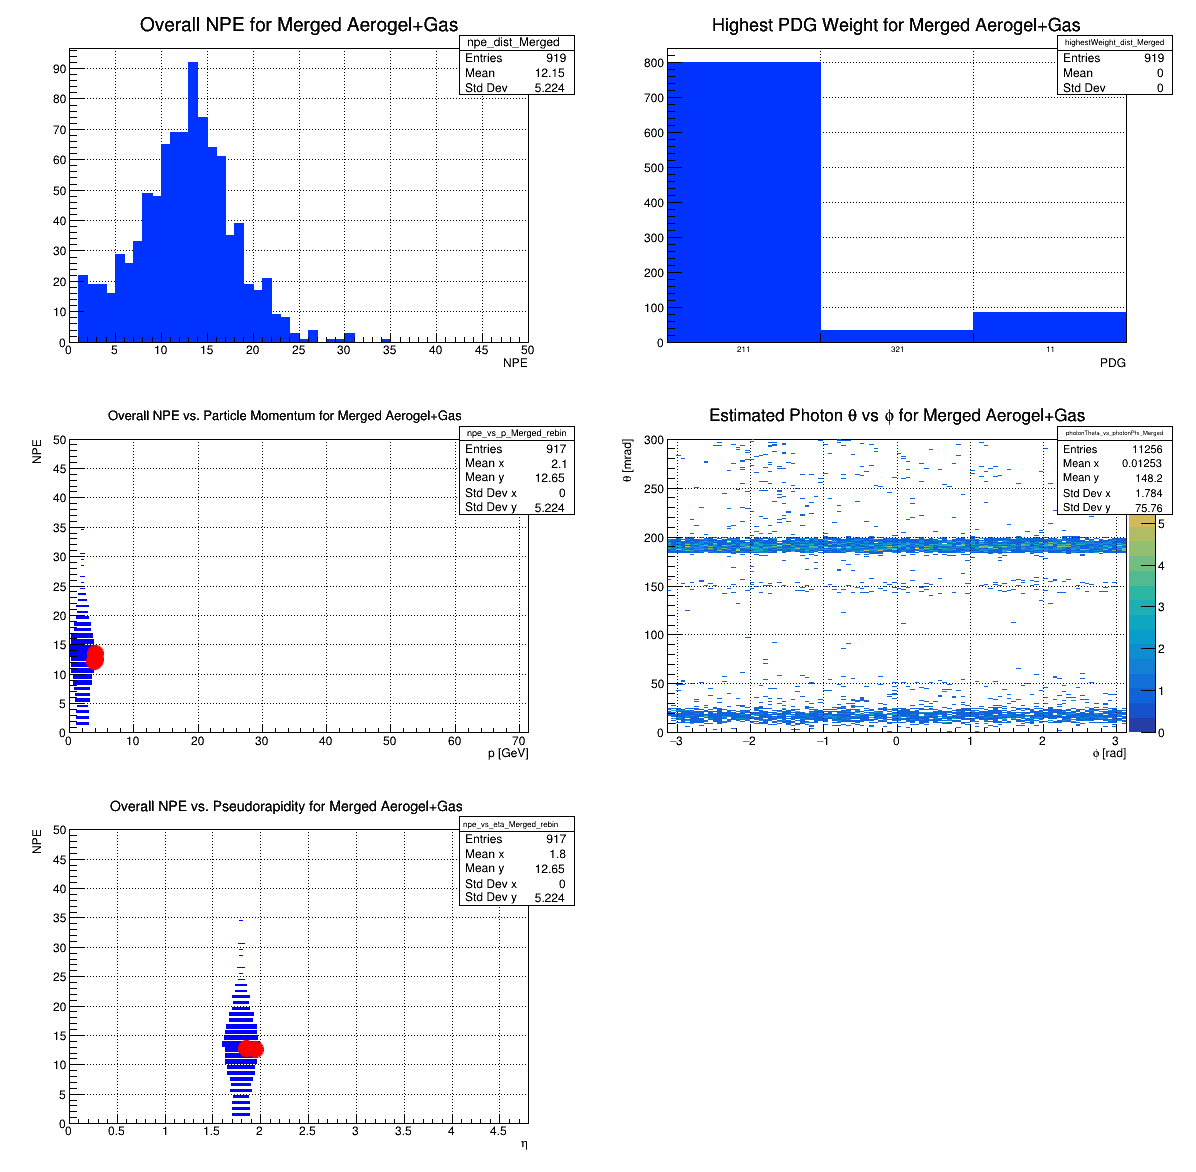 Overall NPE for Merged Aerogel+Gas
npe_dist_Merged
Entries 919
Mean 12.15
Std Dev 5.224
90
80
70
60
50
40
30
20
10
0
0 5 10 15 20 25 30 35 40 45 50
NPE
Highest PDG Weight for Merged Aerogel+Gas
highestWeight_dist_Merged
Entries 919
Mean 0
Std Dev 0
800
700
600
500
400
300
200
100
0
211 321 11
PDG
Overall NPE vs. Particle Momentum for Merged Aerogel+Gas
npe_vs_p_Merged_rebin
Entries 917
Mean x 2.1
Mean y 12.65
Std Dev x 0
Std Dev y 5.224
NPE
50
45
40
35
30
25
20
15
10
5
0
0 10 20 30 40 50 60 70
p [GeV]
Estimated Photon θ vs ϕ for Merged Aerogel+Gas
photonTheta_vs_photonPhi_Merged
Entries 11256
Mean x 0.01253
Mean y 148.2
Std Dev x 1.784
Std Dev y 75.76
θ [mrad]
300
250
200
150
100
50
0
−3 −2 −1 0 1 2 3
ϕ [rad]
5
4
3
2
1
0
Overall NPE vs. Pseudorapidity for Merged Aerogel+Gas
npe_vs_eta_Merged_rebin
Entries 917
Mean x 1.8
Mean y 12.65
Std Dev x 0
Std Dev y 5.224
NPE
50
45
40
35
30
25
20
15
10
5
0
0 0.5 1 1.5 2 2.5 3 3.5 4 4.5
η